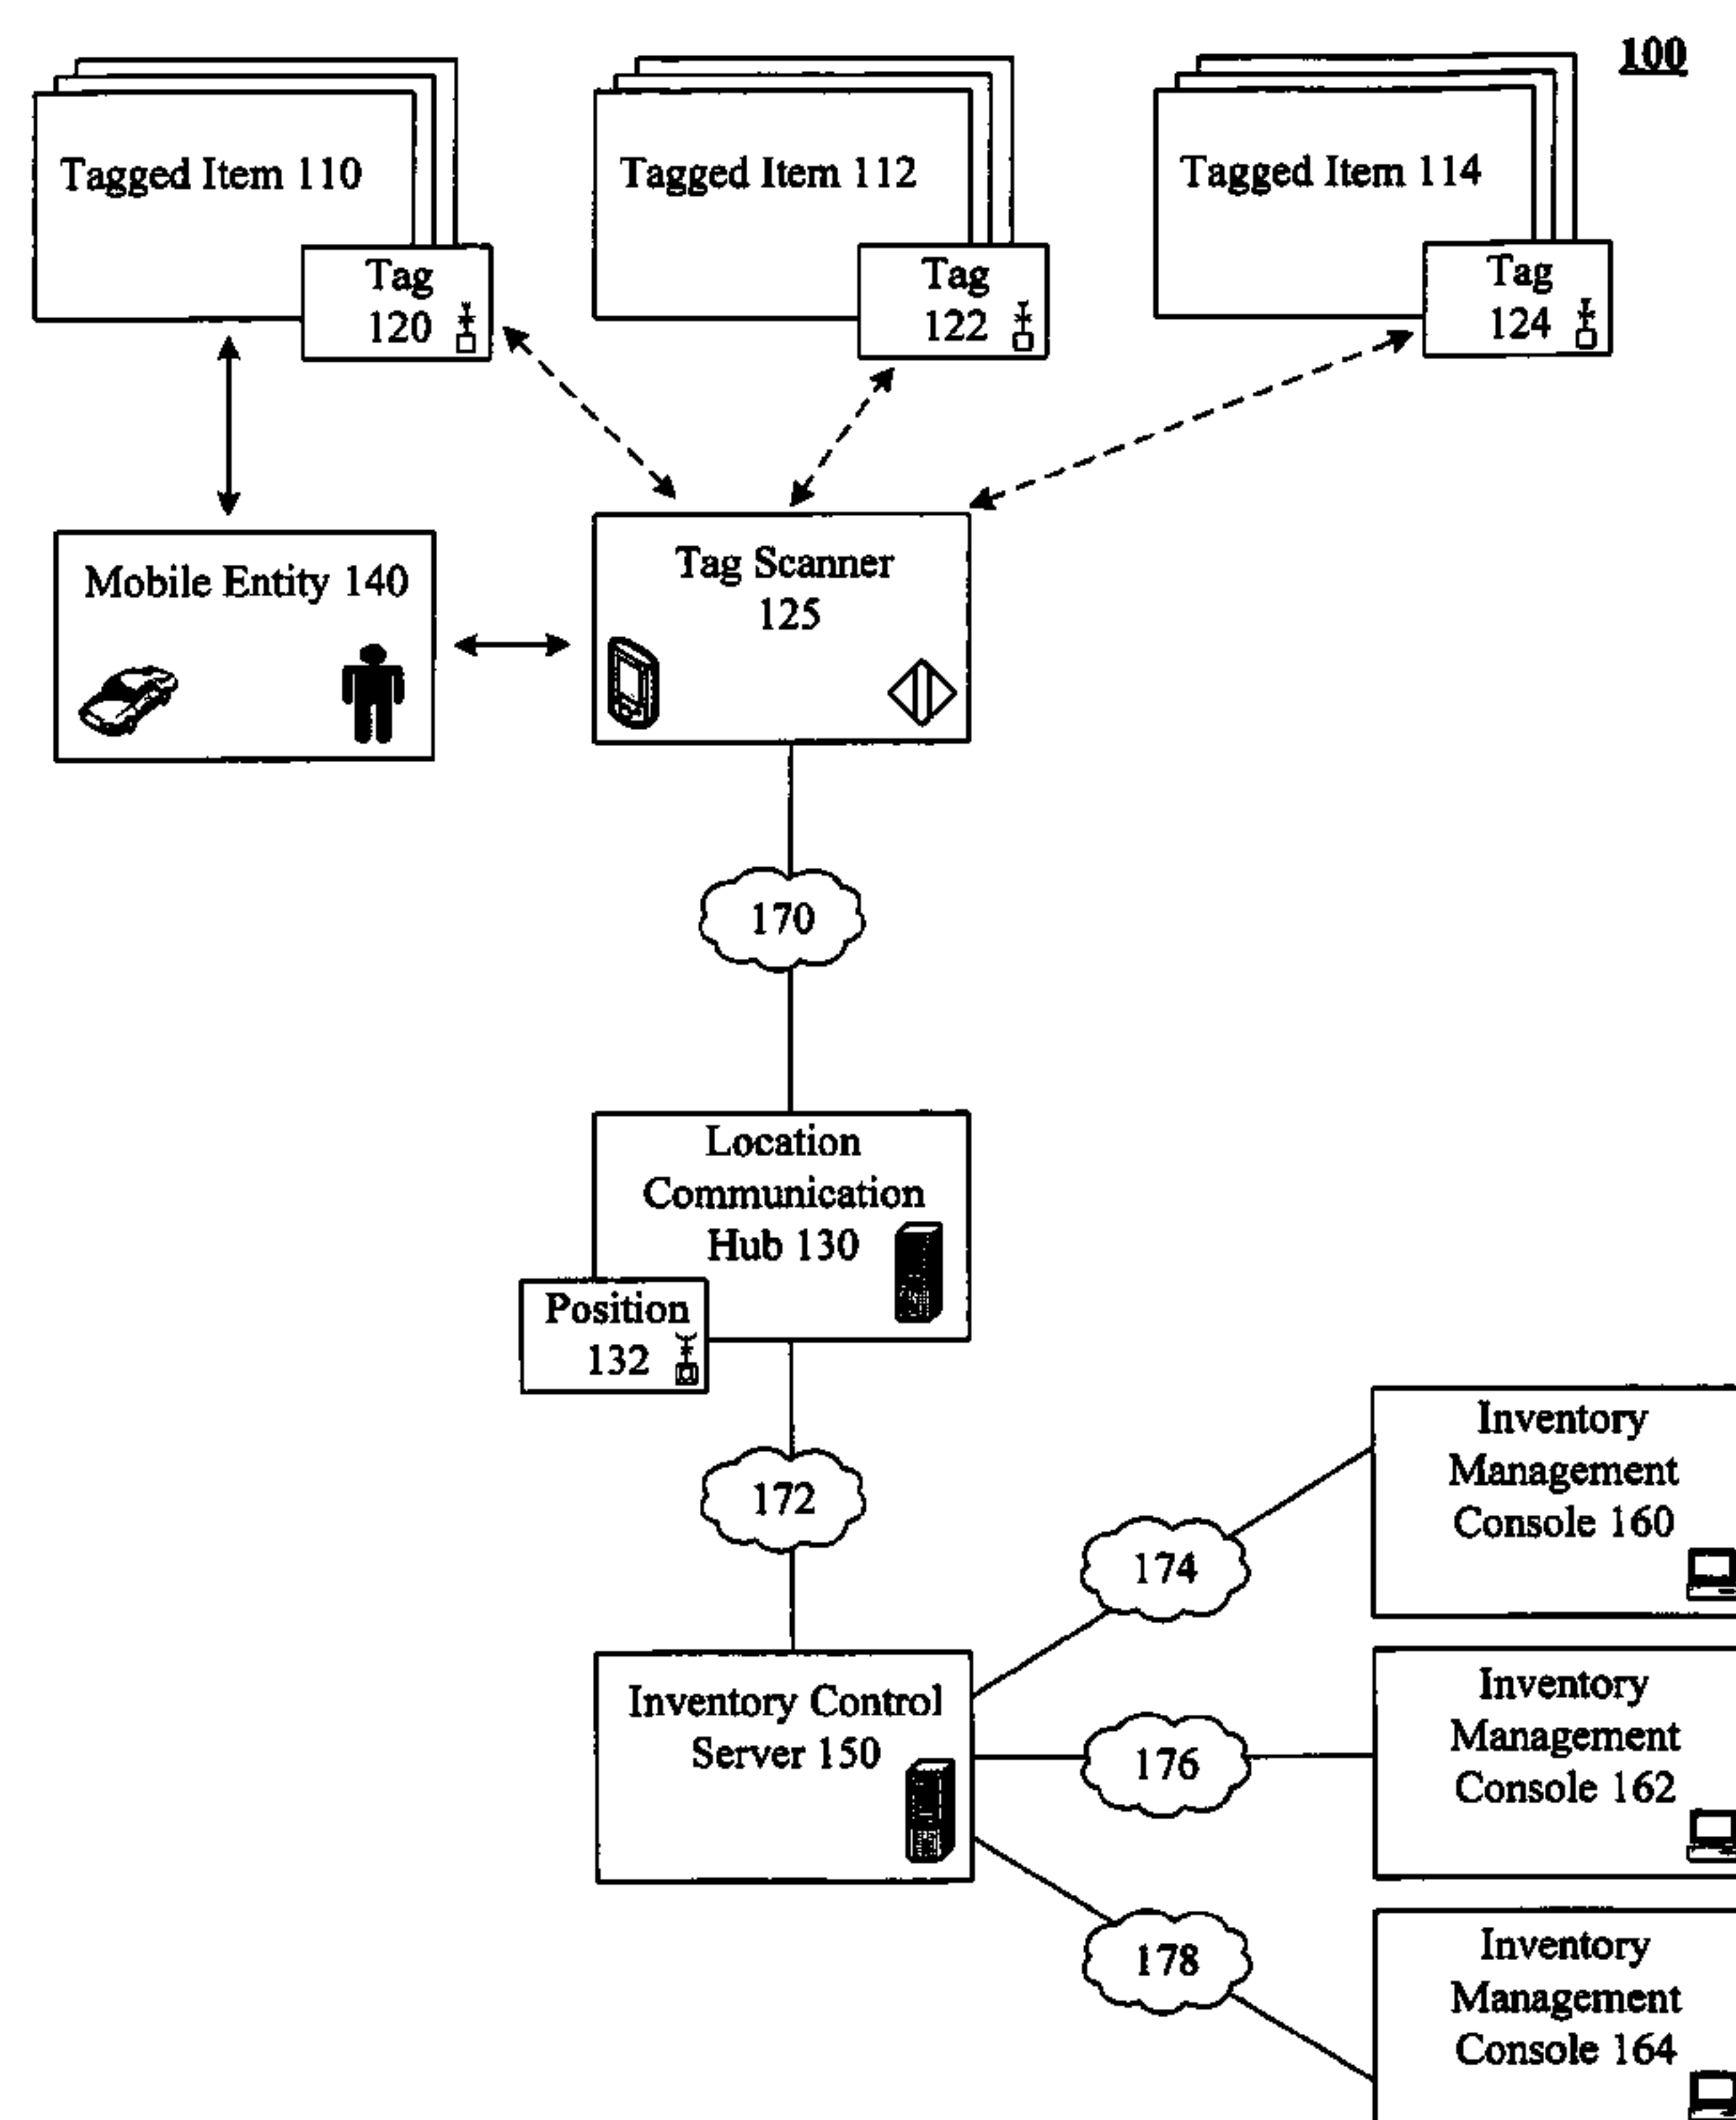 100
Tagged Item 110
Tag
120
Tagged Item 112
Tag
122
Tagged Item 114
Tag
124
Mobile Entity 140
Tag Scanner
125
170
Location
Communication
Hub 130
Position
132
172
Inventory Control
Server 150
174
176
178
Inventory
Management
Console 160
Inventory
Management
Console 162
Inventory
Management
Console 164